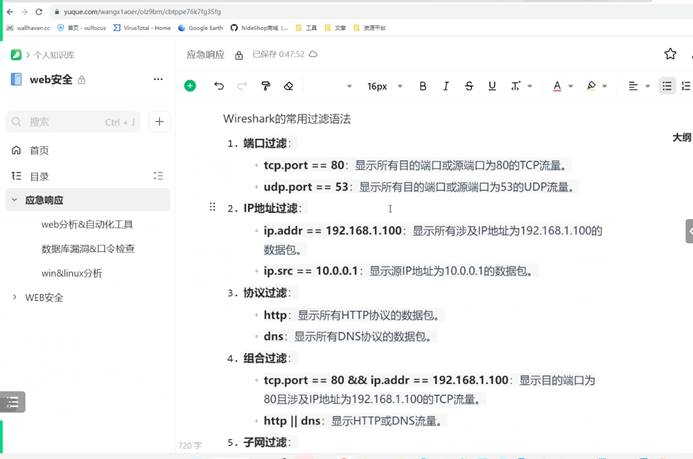 yuque.com/wangx1aoer/olz9bm/cbtppe76k7fg35fg
wallhaven.cc 首页 - vulfocus VirusTotal - Home Google Earth NideShop商城（ 工具 文章 资源平台
个人知识库
应急响应 已保存 0:47:52
web安全
16px B I S U T A
搜索 Ctrl + J
首页
目录
应急响应
web分析&自动化工具
数据库漏洞&口令检查
win&linux分析
WEB安全
大纲
Wireshark的常用过滤语法
1. 端口过滤：
tcp.port == 80：显示所有目的端口或源端口为80的TCP流量。
udp.port == 53：显示所有目的端口或源端口为53的UDP流量。
2. IP地址过滤：
ip.addr == 192.168.1.100：显示所有涉及IP地址为192.168.1.100的
数据包。
ip.src == 10.0.0.1：显示源IP地址为10.0.0.1的数据包。
3. 协议过滤：
http：显示所有HTTP协议的数据包。
dns：显示所有DNS协议的数据包。
4. 组合过滤：
tcp.port == 80 && ip.addr == 192.168.1.100：显示目的端口为
80且涉及IP地址为192.168.1.100的TCP流量。
http || dns：显示HTTP或DNS流量。
5. 子网过滤：
720 字